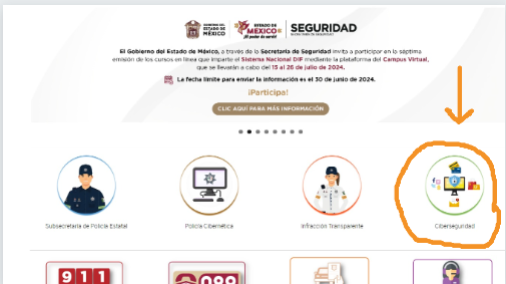 GOBIERNO DEL
ESTADO DE
MÉXICO
ESTADO DE
MÉXICO
¡El poder de servir!
SEGURIDAD
El Gobierno del Estado de México, a través de la Secretaría de Seguridad invita a participar en la séptima
emisión de los cursos en línea que imparte el Sistema Nacional DIF mediante la plataforma del Campus Virtual,
que se llevarán a cabo del 15 al 26 de julio de 2024.
La fecha límite para enviar la información es el 30 de junio de 2024.
¡Participa!
CLIC AQUÍ PARA MÁS INFORMACIÓN
Subsecretaría de Policía Estatal
Policía Cibernética
Infracción Transparente
Ciberseguridad
911
089